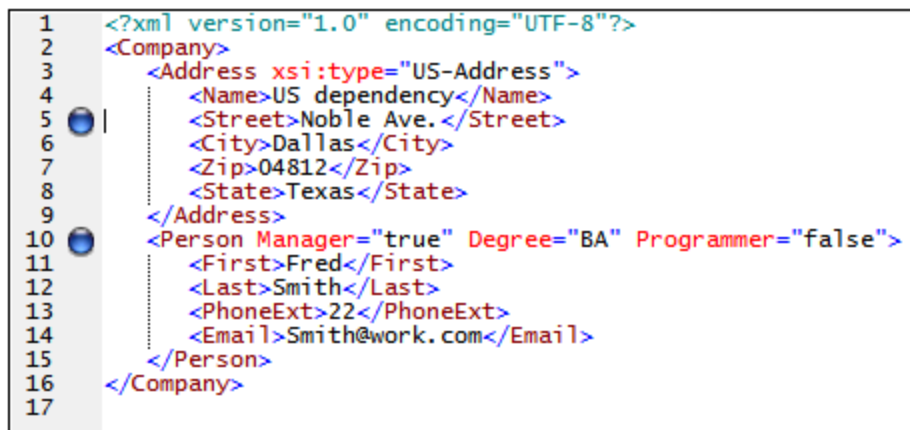 1 <?xml version="1.0" encoding="UTF-8"?>
2 <Company>
3 <Address xsi:type="US-Address">
4 <Name>US dependency</Name>
5 <Street>Noble Ave.</Street>
6 <City>Dallas</City>
7 <Zip>04812</Zip>
8 <State>Texas</State>
9 </Address>
10 <Person Manager="true" Degree="BA" Programmer="false">
11 <First>Fred</First>
12 <Last>Smith</Last>
13 <PhoneExt>22</PhoneExt>
14 <Email>Smith@work.com</Email>
15 </Person>
16 </Company>
17